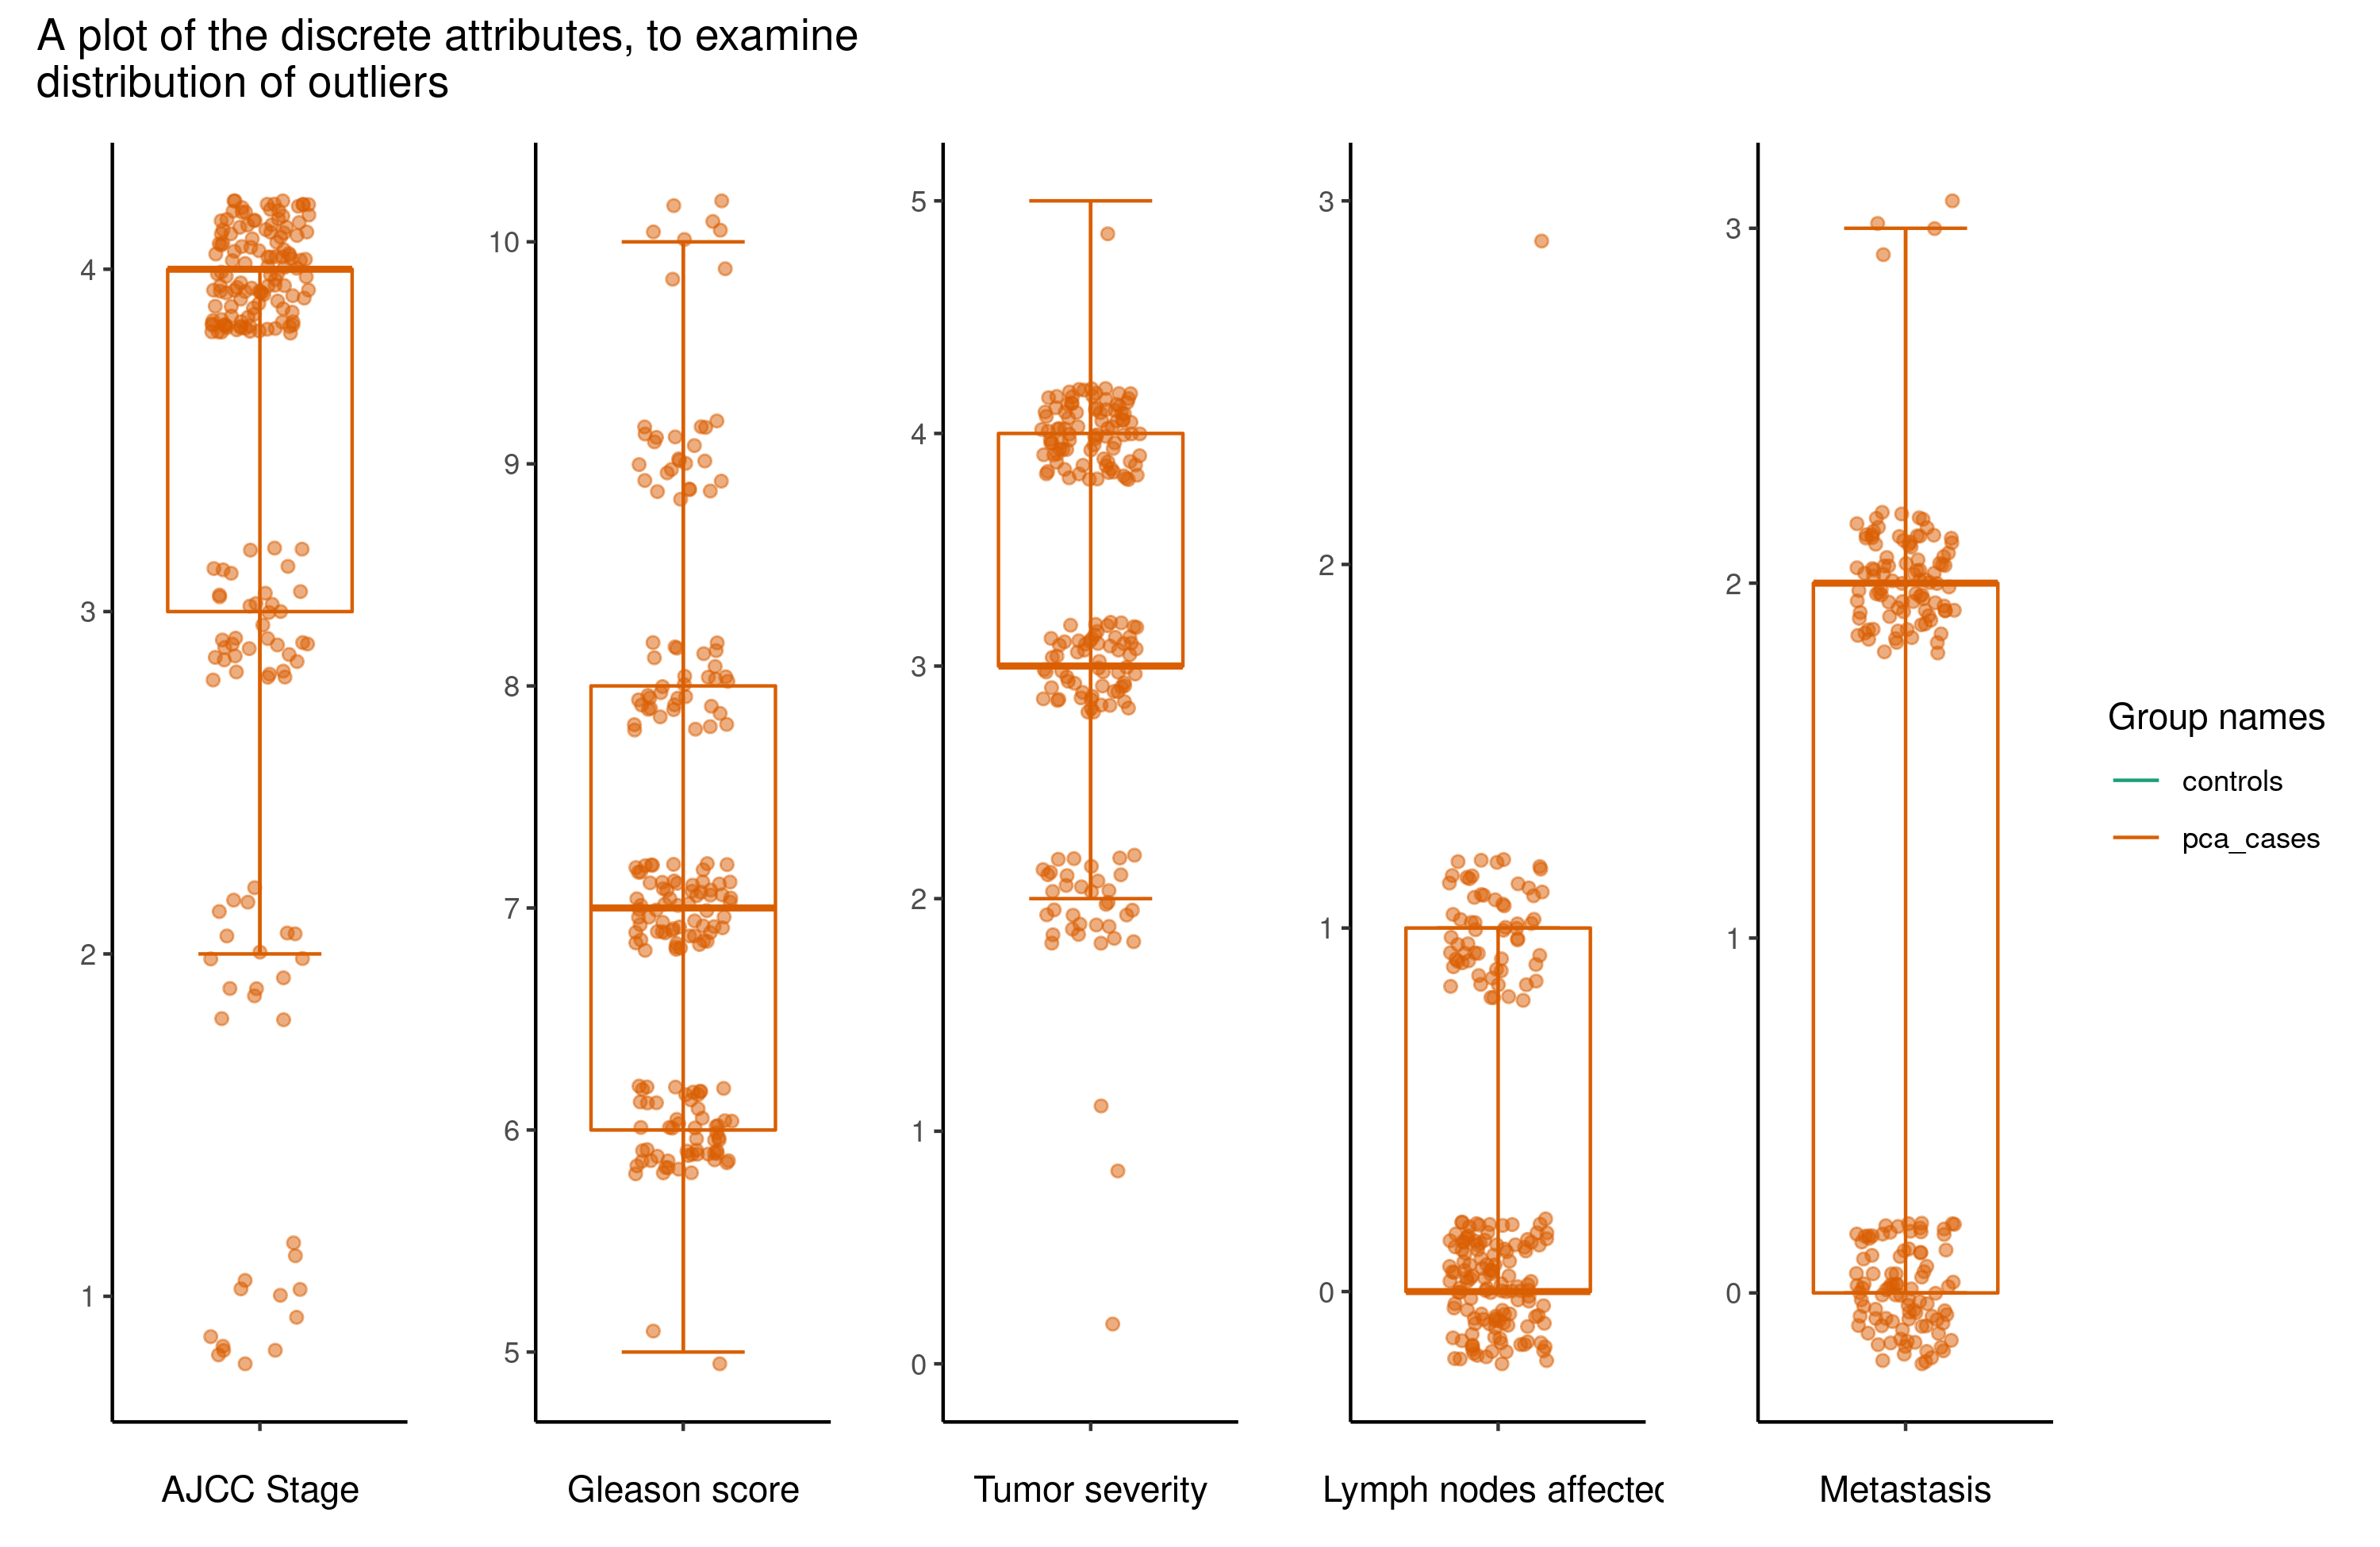 A plot of the discrete attributes, to examine
distribution of outliers
4
3
2
1
AJCC Stage
10
9
8
7
6
5
Gleason score
5
4
3
2
1
0
Tumor severity
3
2
1
0
Lymph nodes affected
3
2
1
0
Metastasis
Group names
controls
pca_cases